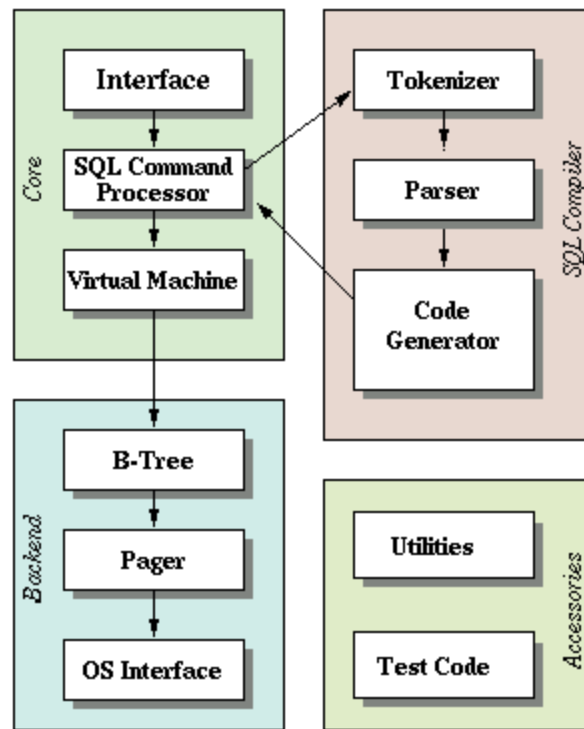 Core
Interface
SQL Command
Processor
Virtual Machine
SQL Compiler
Tokenizer
Parser
Code
Generator
Backend
B-Tree
Pager
OS Interface
Accessories
Utilities
Test Code